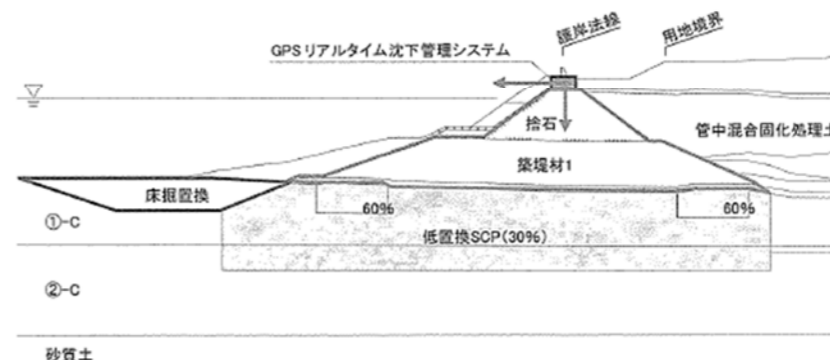 護岸法線
用地境界
GPSリアルタイム沈下管理システム
捨石
管中混合固化処理土
築堤材1
床掘置換
60%
60%
①-C
低置換SCP(30%)
②-C
砂質土